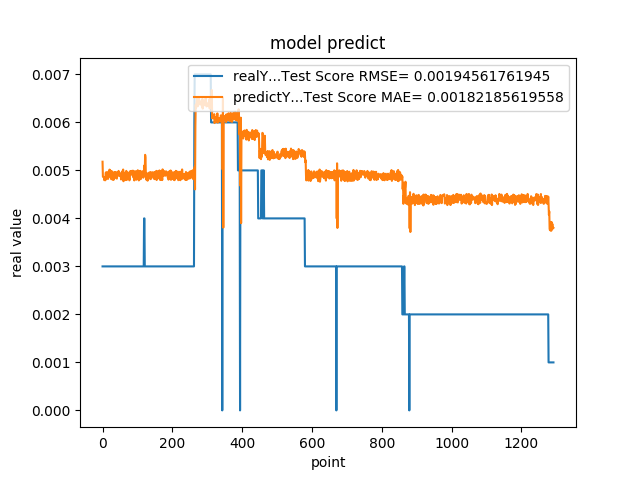 model predict
realY...Test Score RMSE= 0.00194561761945
predictY...Test Score MAE= 0.00182185619558
0.007
0.006
0.005
0.004
0.003
0.002
0.001
0.000
real value
0 200 400 600 800 1000 1200
point